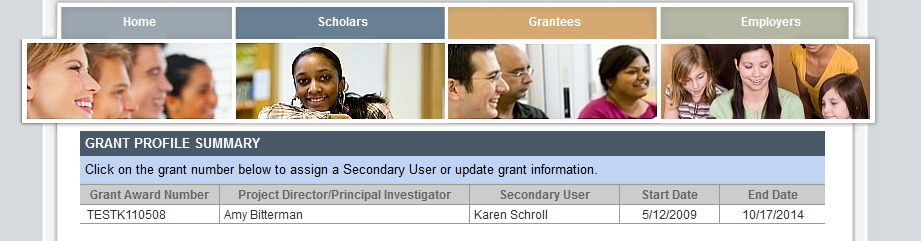 Home Scholars Grantees Employers
GRANT PROFILE SUMMARY
Click on the grant number below to assign a Secondary User or update grant information.
Grant Award Number Project Director/Principal Investigator Secondary User Start Date End Date
TESTK110508 Amy Bitterman Karen Schroll 5/12/2009 10/17/2014